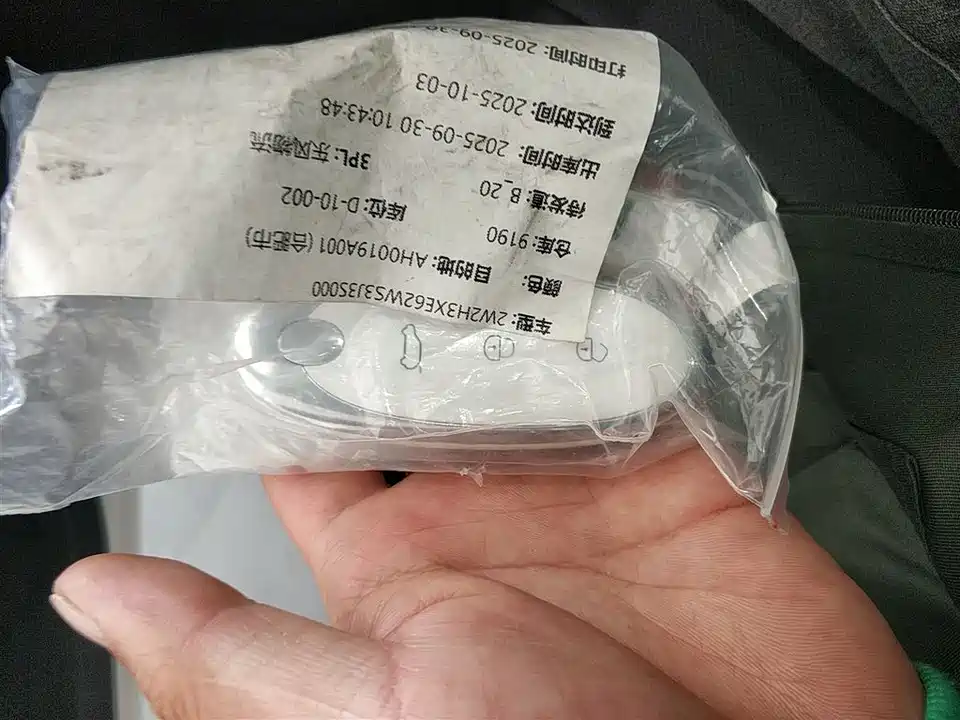 车型: 2W2H3XE62WS3J3S000
颜色: 目的地: AH0019A001 (合肥市)
仓库: 9190 库位: D-10-002
待发道: B_20 3PL: 东风物流
出库时间: 2025-09-30 10:43:48
到达时间: 2025-10-03
打印时间: 2025-09-30